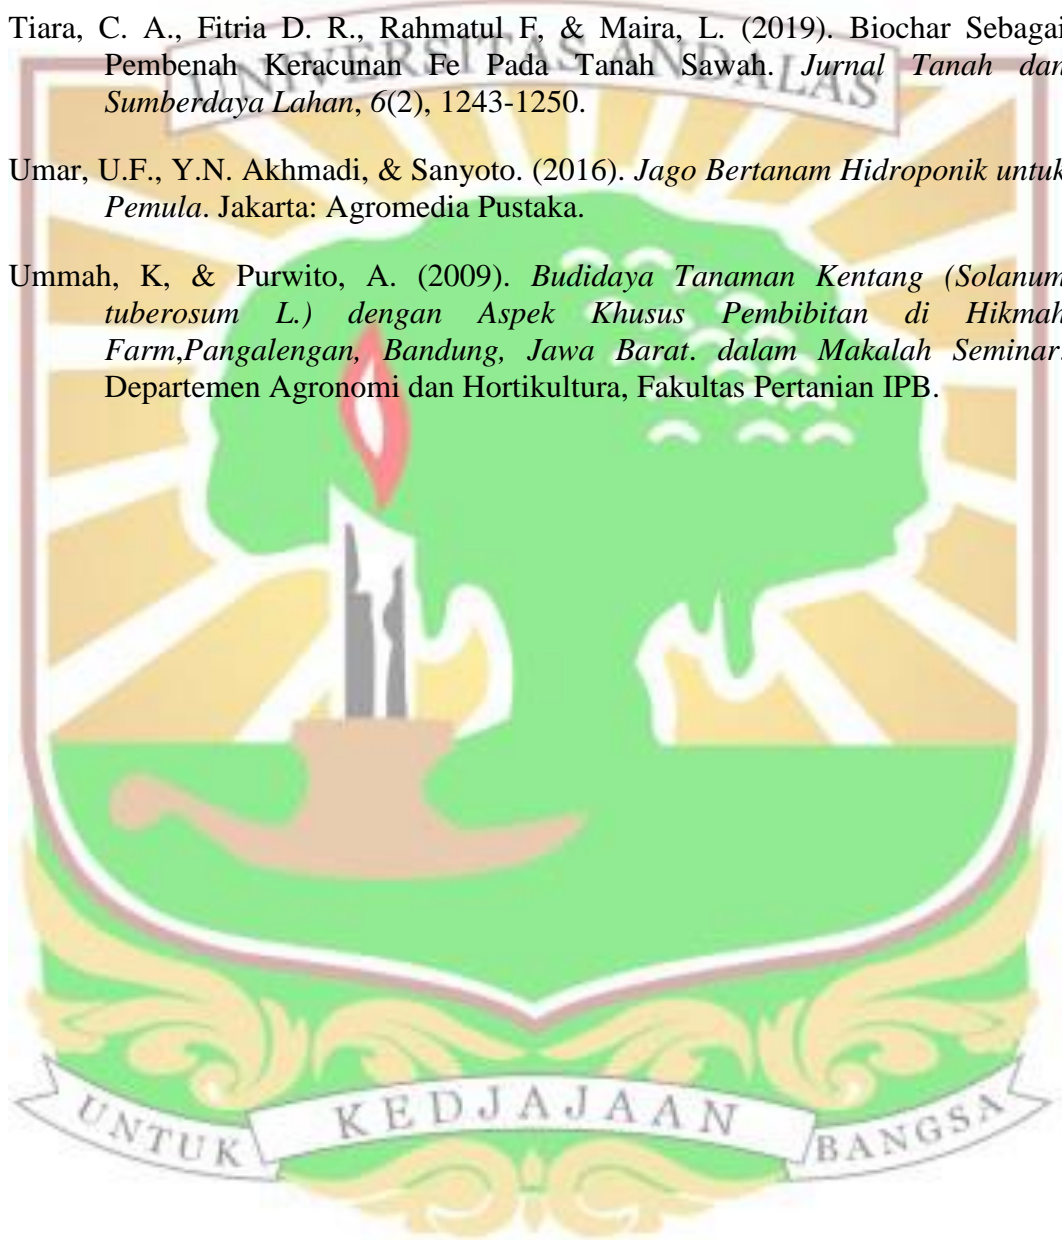 Tiara, C. A., Fitria D. R., Rahmatul F, & Maira, L. (2019). Biochar Sebagai
Pembenah Keracunan Fe Pada Tanah Sawah. Jurnal Tanah dan
Sumberdaya Lahan, 6(2), 1243-1250.
UNIVERSITAS ANDALAS
Umar, U.F., Y.N. Akhmadi, & Sanyoto. (2016). Jago Bertanam Hidroponik untuk
Pemula. Jakarta: Agromedia Pustaka.
Ummah, K, & Purwito, A. (2009). Budidaya Tanaman Kentang (Solanum
tuberosum L.) dengan Aspek Khusus Pembibitan di Hikmah
Farm,Pangalengan, Bandung, Jawa Barat. dalam Makalah Seminar.
Departemen Agronomi dan Hortikultura, Fakultas Pertanian IPB.
UNTUK KEDJAJAAN BANGSA